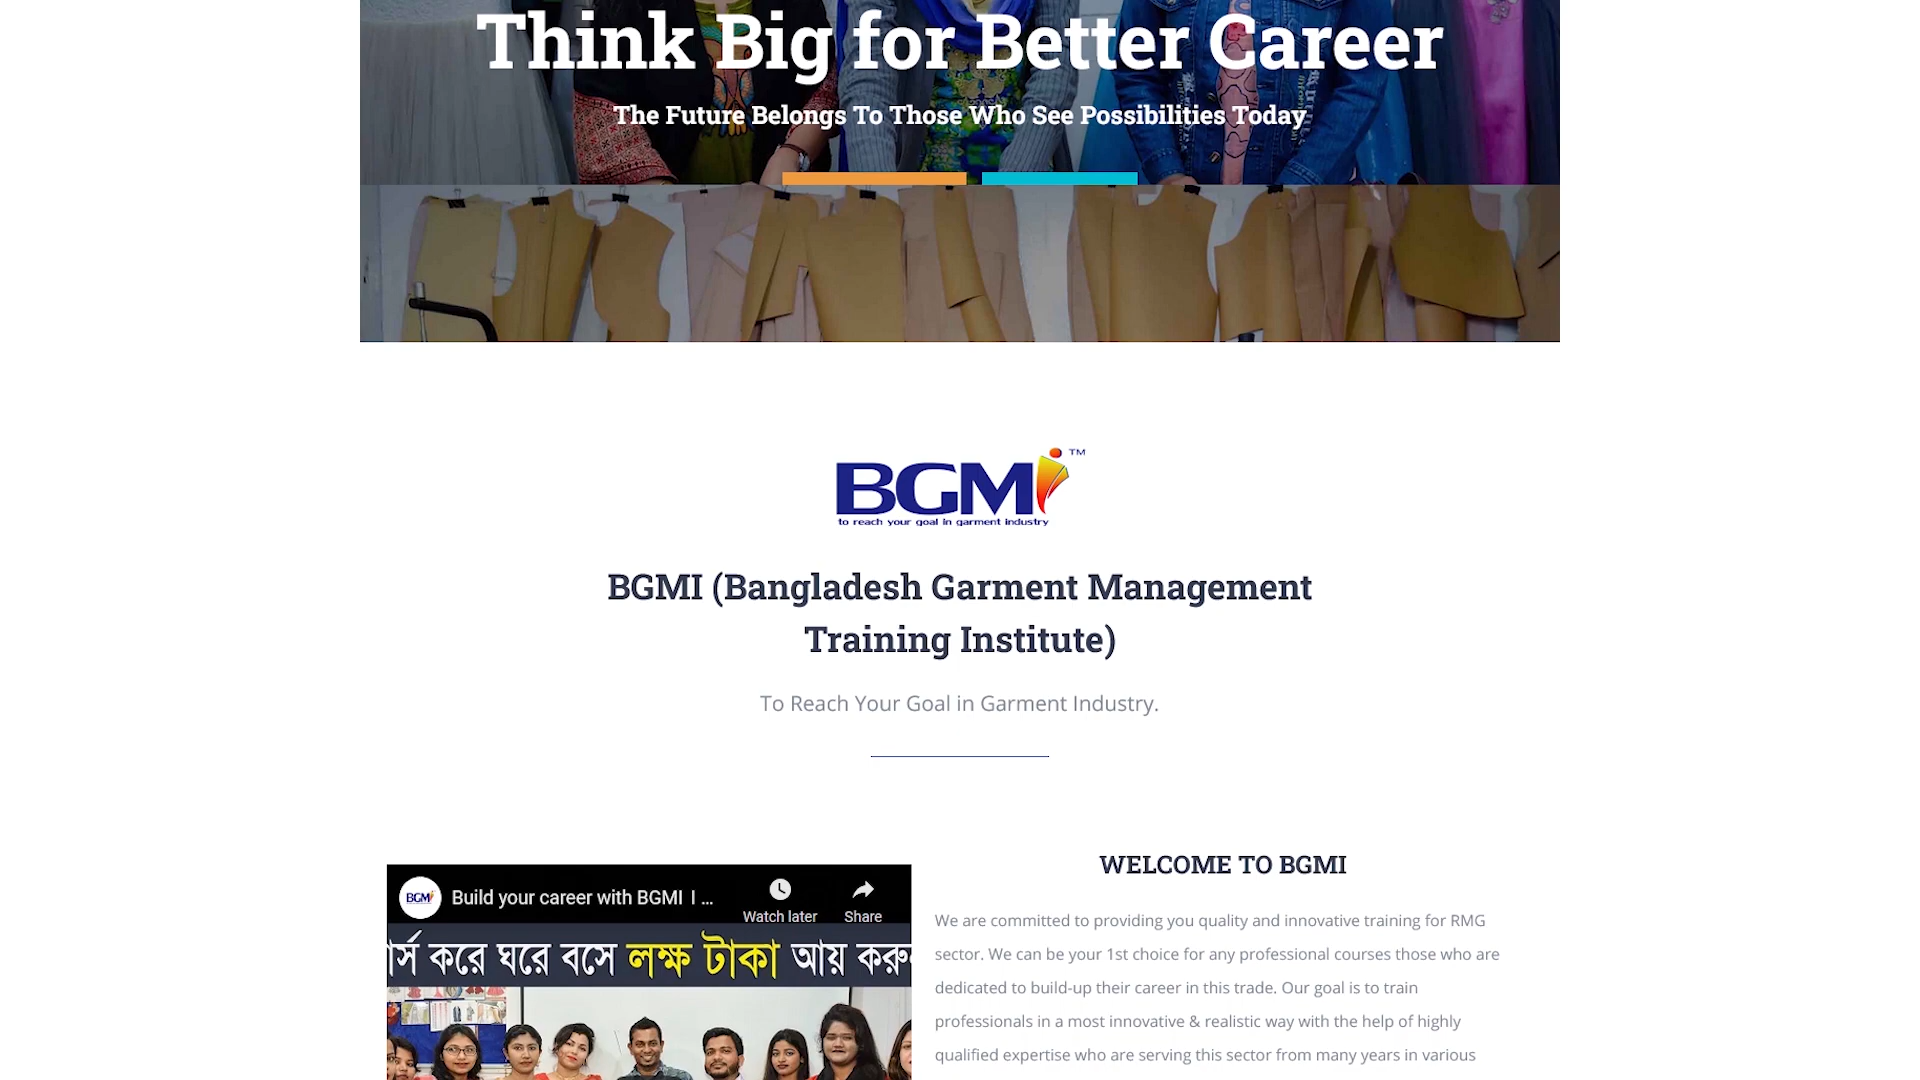 Think Big for Better Career
The Future Belongs To Those Who See Possibilities Today
BGMi TM
to reach your goal in garment industry
BGMI (Bangladesh Garment Management
Training Institute)
To Reach Your Goal in Garment Industry.
WELCOME TO BGMI
BGMi
Build your career with BGMI । ...
Watch later
Share
র্স করে ঘরে বসে লক্ষ টাকা আয় করু
We are committed to providing you quality and innovative training for RMG
sector. We can be your 1st choice for any professional courses those who are
dedicated to build-up their career in this trade. Our goal is to train
professionals in a most innovative & realistic way with the help of highly
qualified expertise who are serving this sector from many years in various